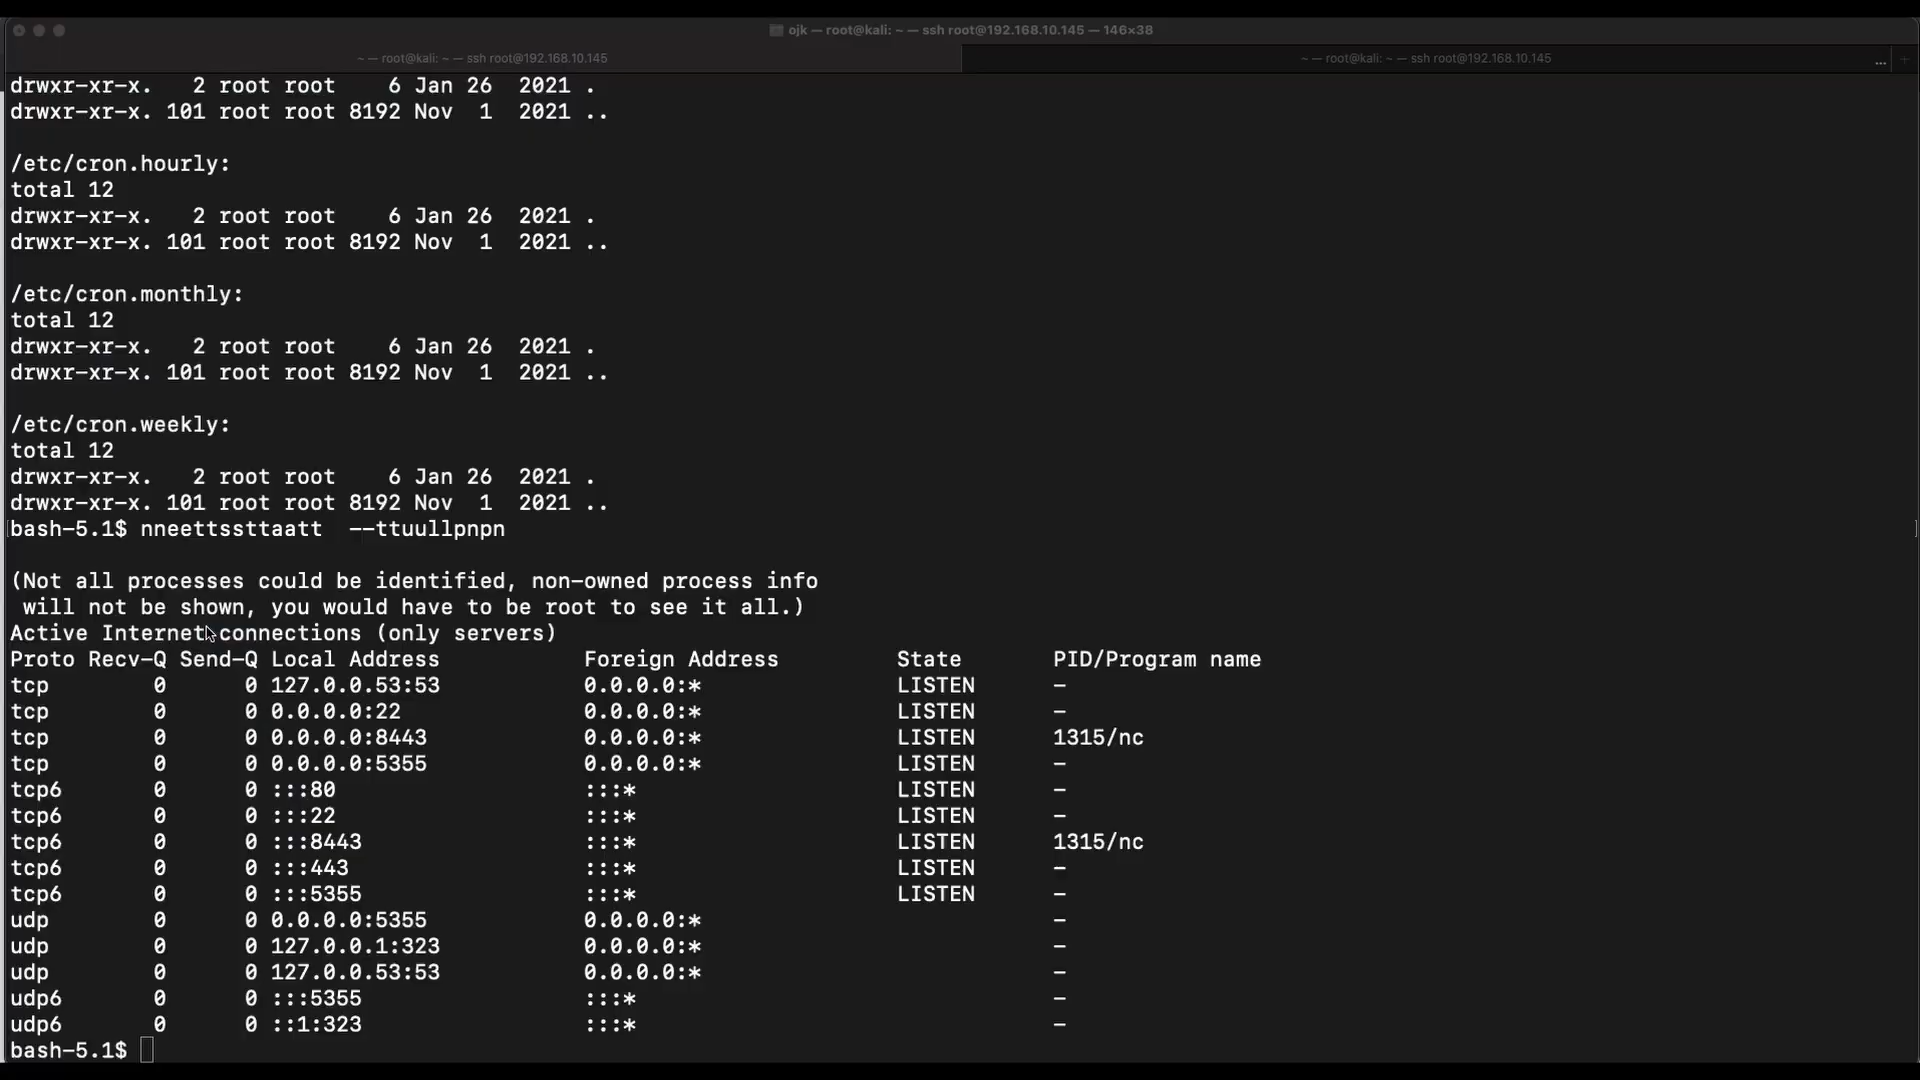 ojk — root@kali: ~ — ssh root@192.168.10.145 — 146×38
~ — root@kali: ~ — ssh root@192.168.10.145
~ — root@kali: ~ — ssh root@192.168.10.145
... +
drwxr-xr-x.   2 root root    6 Jan 26  2021 .
drwxr-xr-x. 101 root root 8192 Nov  1  2021 ..
/etc/cron.hourly:
total 12
drwxr-xr-x.   2 root root    6 Jan 26  2021 .
drwxr-xr-x. 101 root root 8192 Nov  1  2021 ..
/etc/cron.monthly:
total 12
drwxr-xr-x.   2 root root    6 Jan 26  2021 .
drwxr-xr-x. 101 root root 8192 Nov  1  2021 ..
/etc/cron.weekly:
total 12
drwxr-xr-x.   2 root root    6 Jan 26  2021 .
drwxr-xr-x. 101 root root 8192 Nov  1  2021 ..
[bash-5.1$ nneettssttaatt  --ttuullpnpn ]
(Not all processes could be identified, non-owned process info
 will not be shown, you would have to be root to see it all.)
Active Internet connections (only servers)
Proto Recv-Q Send-Q Local Address           Foreign Address         State       PID/Program name
tcp        0      0 127.0.0.53:53           0.0.0.0:*               LISTEN      -
tcp        0      0 0.0.0.0:22              0.0.0.0:*               LISTEN      -
tcp        0      0 0.0.0.0:8443            0.0.0.0:*               LISTEN      1315/nc
tcp        0      0 0.0.0.0:5355            0.0.0.0:*               LISTEN      -
tcp6       0      0 :::80                   :::*                    LISTEN      -
tcp6       0      0 :::22                   :::*                    LISTEN      -
tcp6       0      0 :::8443                 :::*                    LISTEN      1315/nc
tcp6       0      0 :::443                  :::*                    LISTEN      -
tcp6       0      0 :::5355                 :::*                    LISTEN      -
udp        0      0 0.0.0.0:5355            0.0.0.0:*                           -
udp        0      0 127.0.0.1:323           0.0.0.0:*                           -
udp        0      0 127.0.0.53:53           0.0.0.0:*                           -
udp6       0      0 :::5355                 :::*                                -
udp6       0      0 ::1:323                 :::*                                -
bash-5.1$